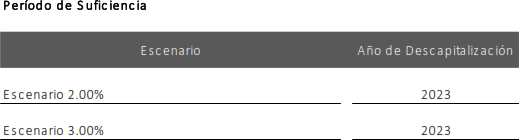 Período de Suficiencia
Escenario Año de Descapitalización
Escenario 2.00% 2023
Escenario 3.00% 2023